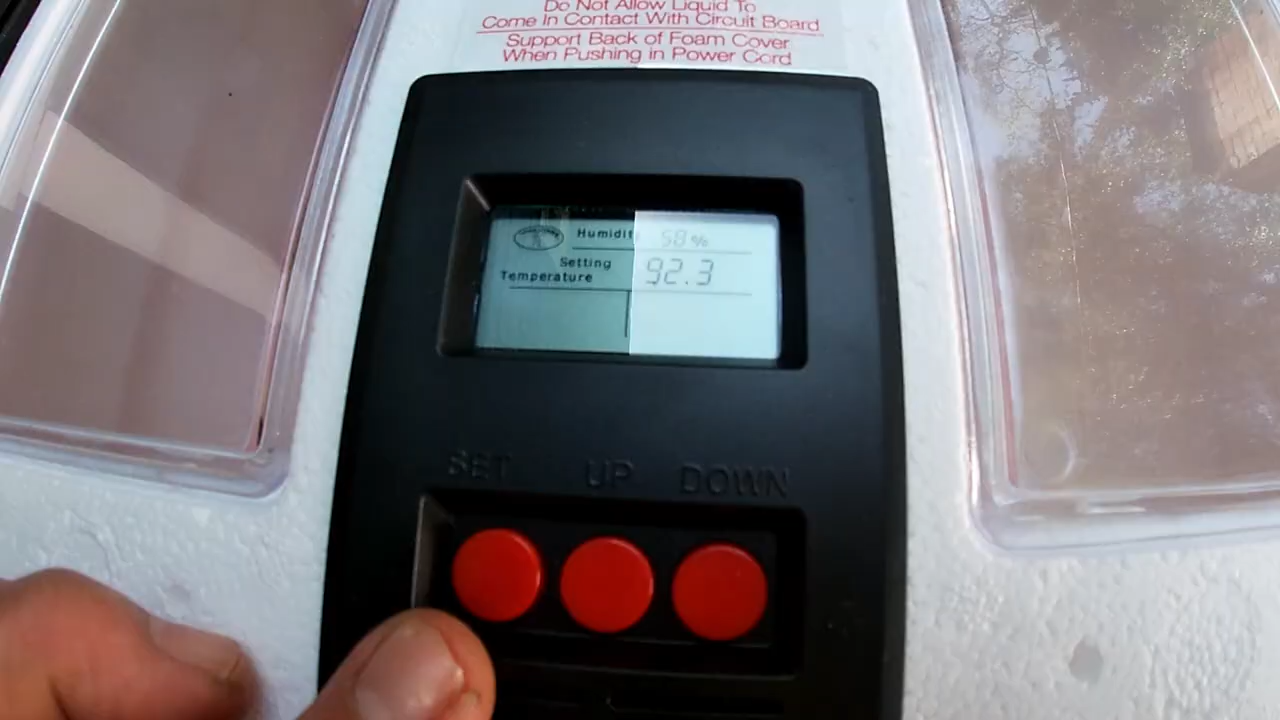 Do Not Allow Liquid To
Come In Contact With Circuit Board
Support Back of Foam Cover
When Pushing in Power Cord
Humidity 58%
Setting
Temperature 92.3
SET UP DOWN